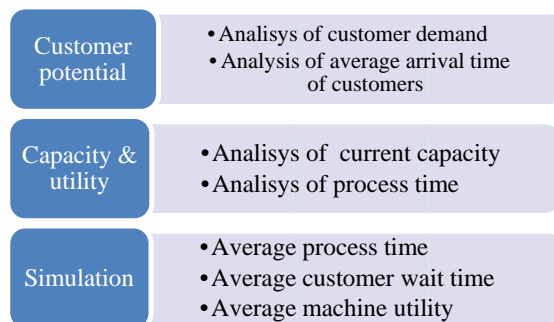 Customer
potential
• Analisys of customer demand
• Analysis of average arrival time
of customers
Capacity &
utility
• Analisys of current capacity
• Analisys of process time
Simulation
• Average process time
• Average customer wait time
• Average machine utility